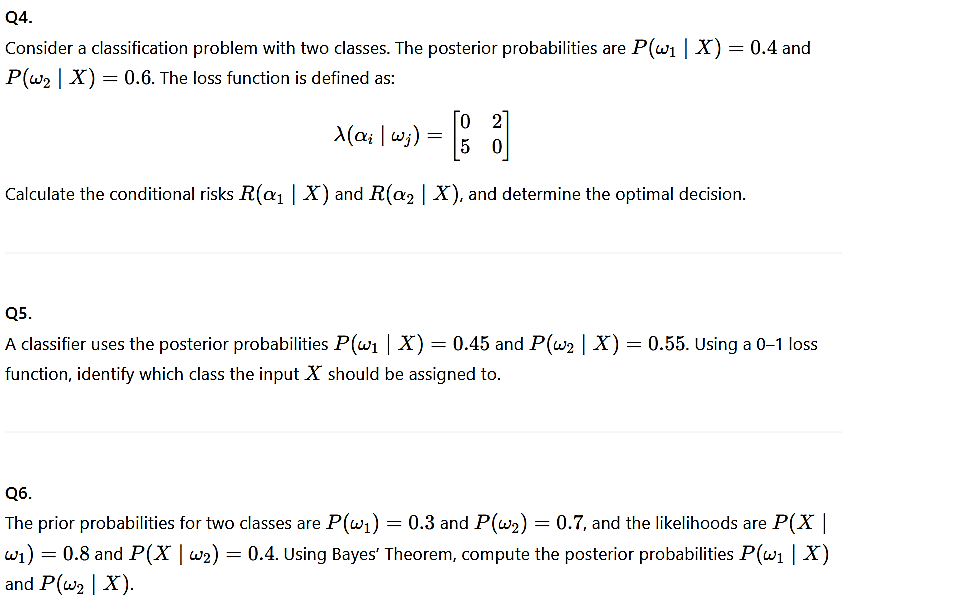 Q4.
Consider a classification problem with two classes. The posterior probabilities are P(ω₁ | X) = 0.4 and
P(ω₂ | X) = 0.6. The loss function is defined as:
λ(αᵢ | ωⱼ) = [0 2
5 0]
Calculate the conditional risks R(α₁ | X) and R(α₂ | X), and determine the optimal decision.
Q5.
A classifier uses the posterior probabilities P(ω₁ | X) = 0.45 and P(ω₂ | X) = 0.55. Using a 0–1 loss
function, identify which class the input X should be assigned to.
Q6.
The prior probabilities for two classes are P(ω₁) = 0.3 and P(ω₂) = 0.7, and the likelihoods are P(X |
ω₁) = 0.8 and P(X | ω₂) = 0.4. Using Bayes' Theorem, compute the posterior probabilities P(ω₁ | X)
and P(ω₂ | X).